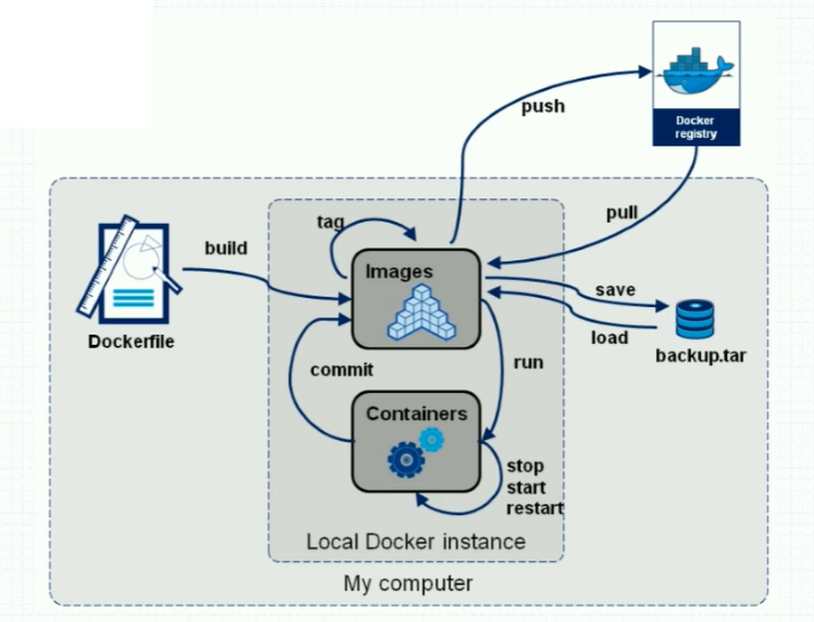 Docker
registry
push
pull
tag
build
Images
save
load
backup.tar
Dockerfile
commit
run
Containers
stop
start
restart
Local Docker instance
My computer